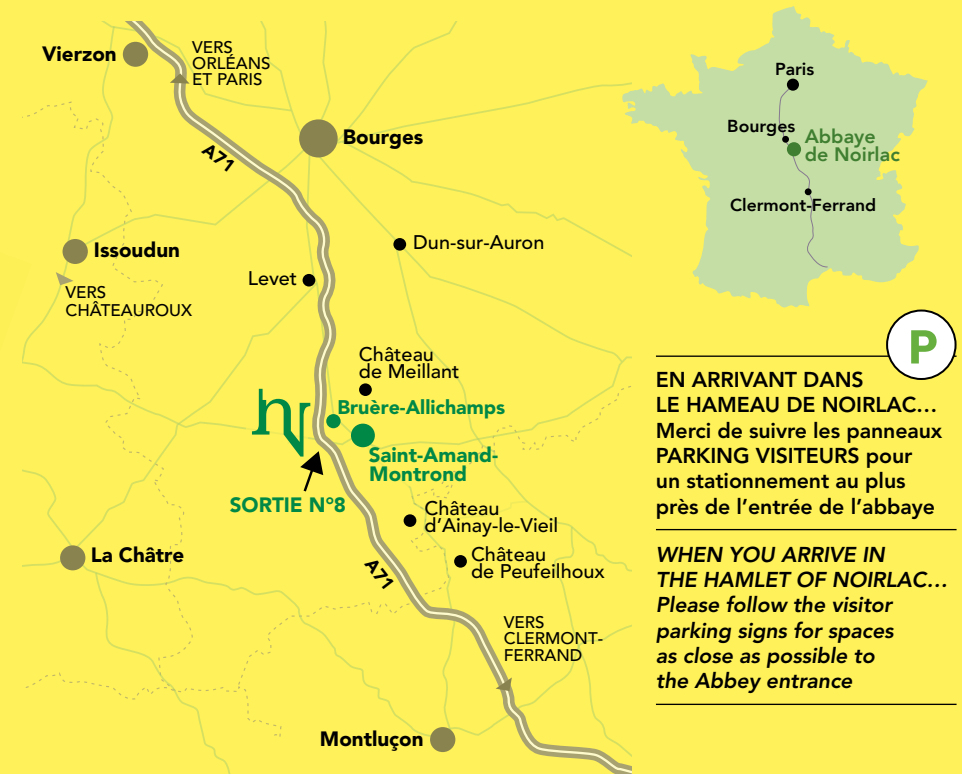 Vierzon
VERS
ORLÉANS
ET PARIS
Bourges
A71
Issoudun
VERS
CHÂTEAUROUX
Dun-sur-Auron
Levet
Château
de Meillant
Bruère-Allichamps
Saint-Amand-
Montrond
SORTIE N°8
Château
d'Ainay-le-Vieil
La Châtre
Château
de Peufeilhoux
A71
VERS
CLERMONT-
FERRAND
Montluçon
Paris
Bourges
Abbaye
de Noirlac
Clermont-Ferrand
P
EN ARRIVANT DANS
LE HAMEAU DE NOIRLAC…
Merci de suivre les panneaux
PARKING VISITEURS pour
un stationnement au plus
près de l'entrée de l'abbaye
WHEN YOU ARRIVE IN
THE HAMLET OF NOIRLAC…
Please follow the visitor
parking signs for spaces
as close as possible to
the Abbey entrance